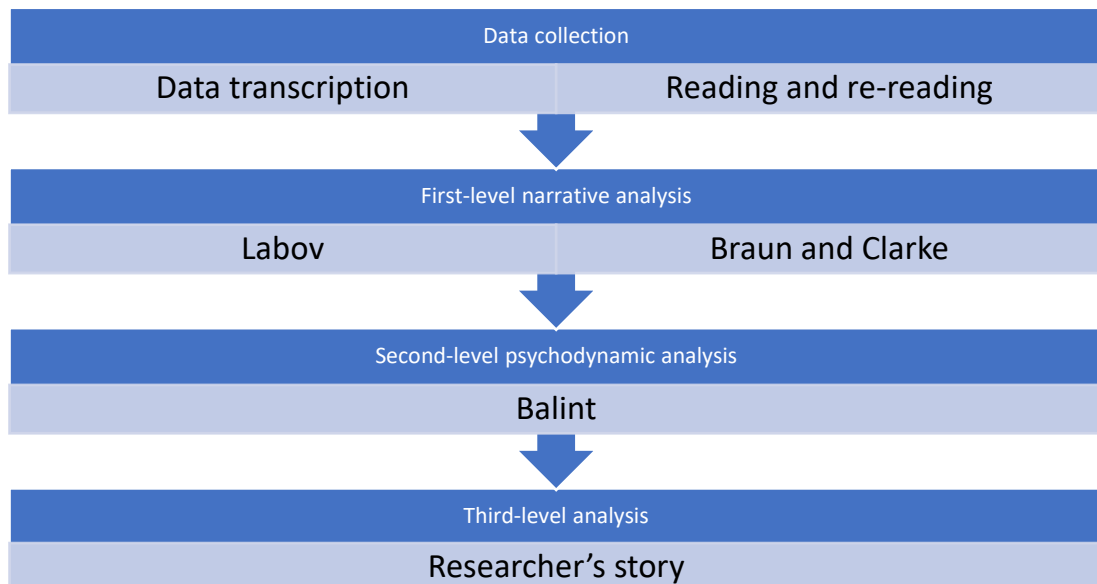 Data collection
Data transcription
Reading and re-reading
First-level narrative analysis
Labov
Braun and Clarke
Second-level psychodynamic analysis
Balint
Third-level analysis
Researcher’s story